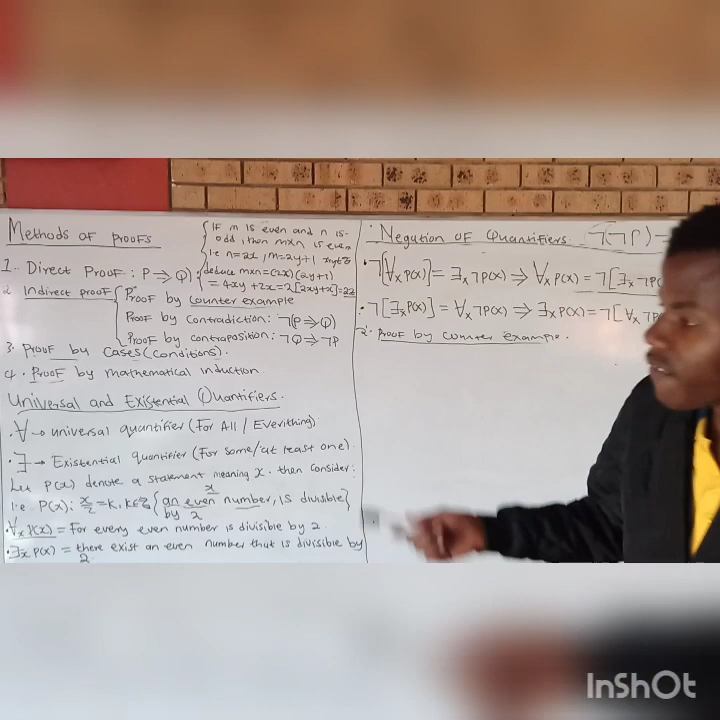 Methods of Proofs
1. Direct Proof: P⇒Q
{IF m is even and n is
odd, then mxn is even
i.e n=2x, m=2y+1 x,y∈Z
deduce mxn=(2x)(2y+1)
=4xy+2x=2[2xy+x]=2z
2. Indirect proof {Proof by counter example
Proof by contradiction: ¬(P⇒Q)
Proof by contraposition: ¬Q⇒¬P
3. Proof by Cases (conditions).
4. Proof by mathematical induction.
Universal and Existential Quantifiers.
. ∀ → universal quantifier (For All / Everithing)
. ∃ → Existential quantifier (For some/at least one).
Let P(x) denote a statement meaning x. then consider:
i.e P(x): x/2 = K, K∈Z {an even number, x is divisible} by 2
. ∀x P(x) = For every even number is divisible by 2.
. ∃x P(x) = there exist an even number that is divisible by
2
. Negation OF Quantifiers ¬(¬P)=
. ¬[∀x P(x)] = ∃x ¬P(x) ⇒ ∀x P(x) = ¬[∃x ¬P(
. ¬[∃x P(x)] = ∀x ¬P(x) ⇒ ∃x P(x) = ¬[∀x ¬P(
2. Proof by counter example.
InShOt